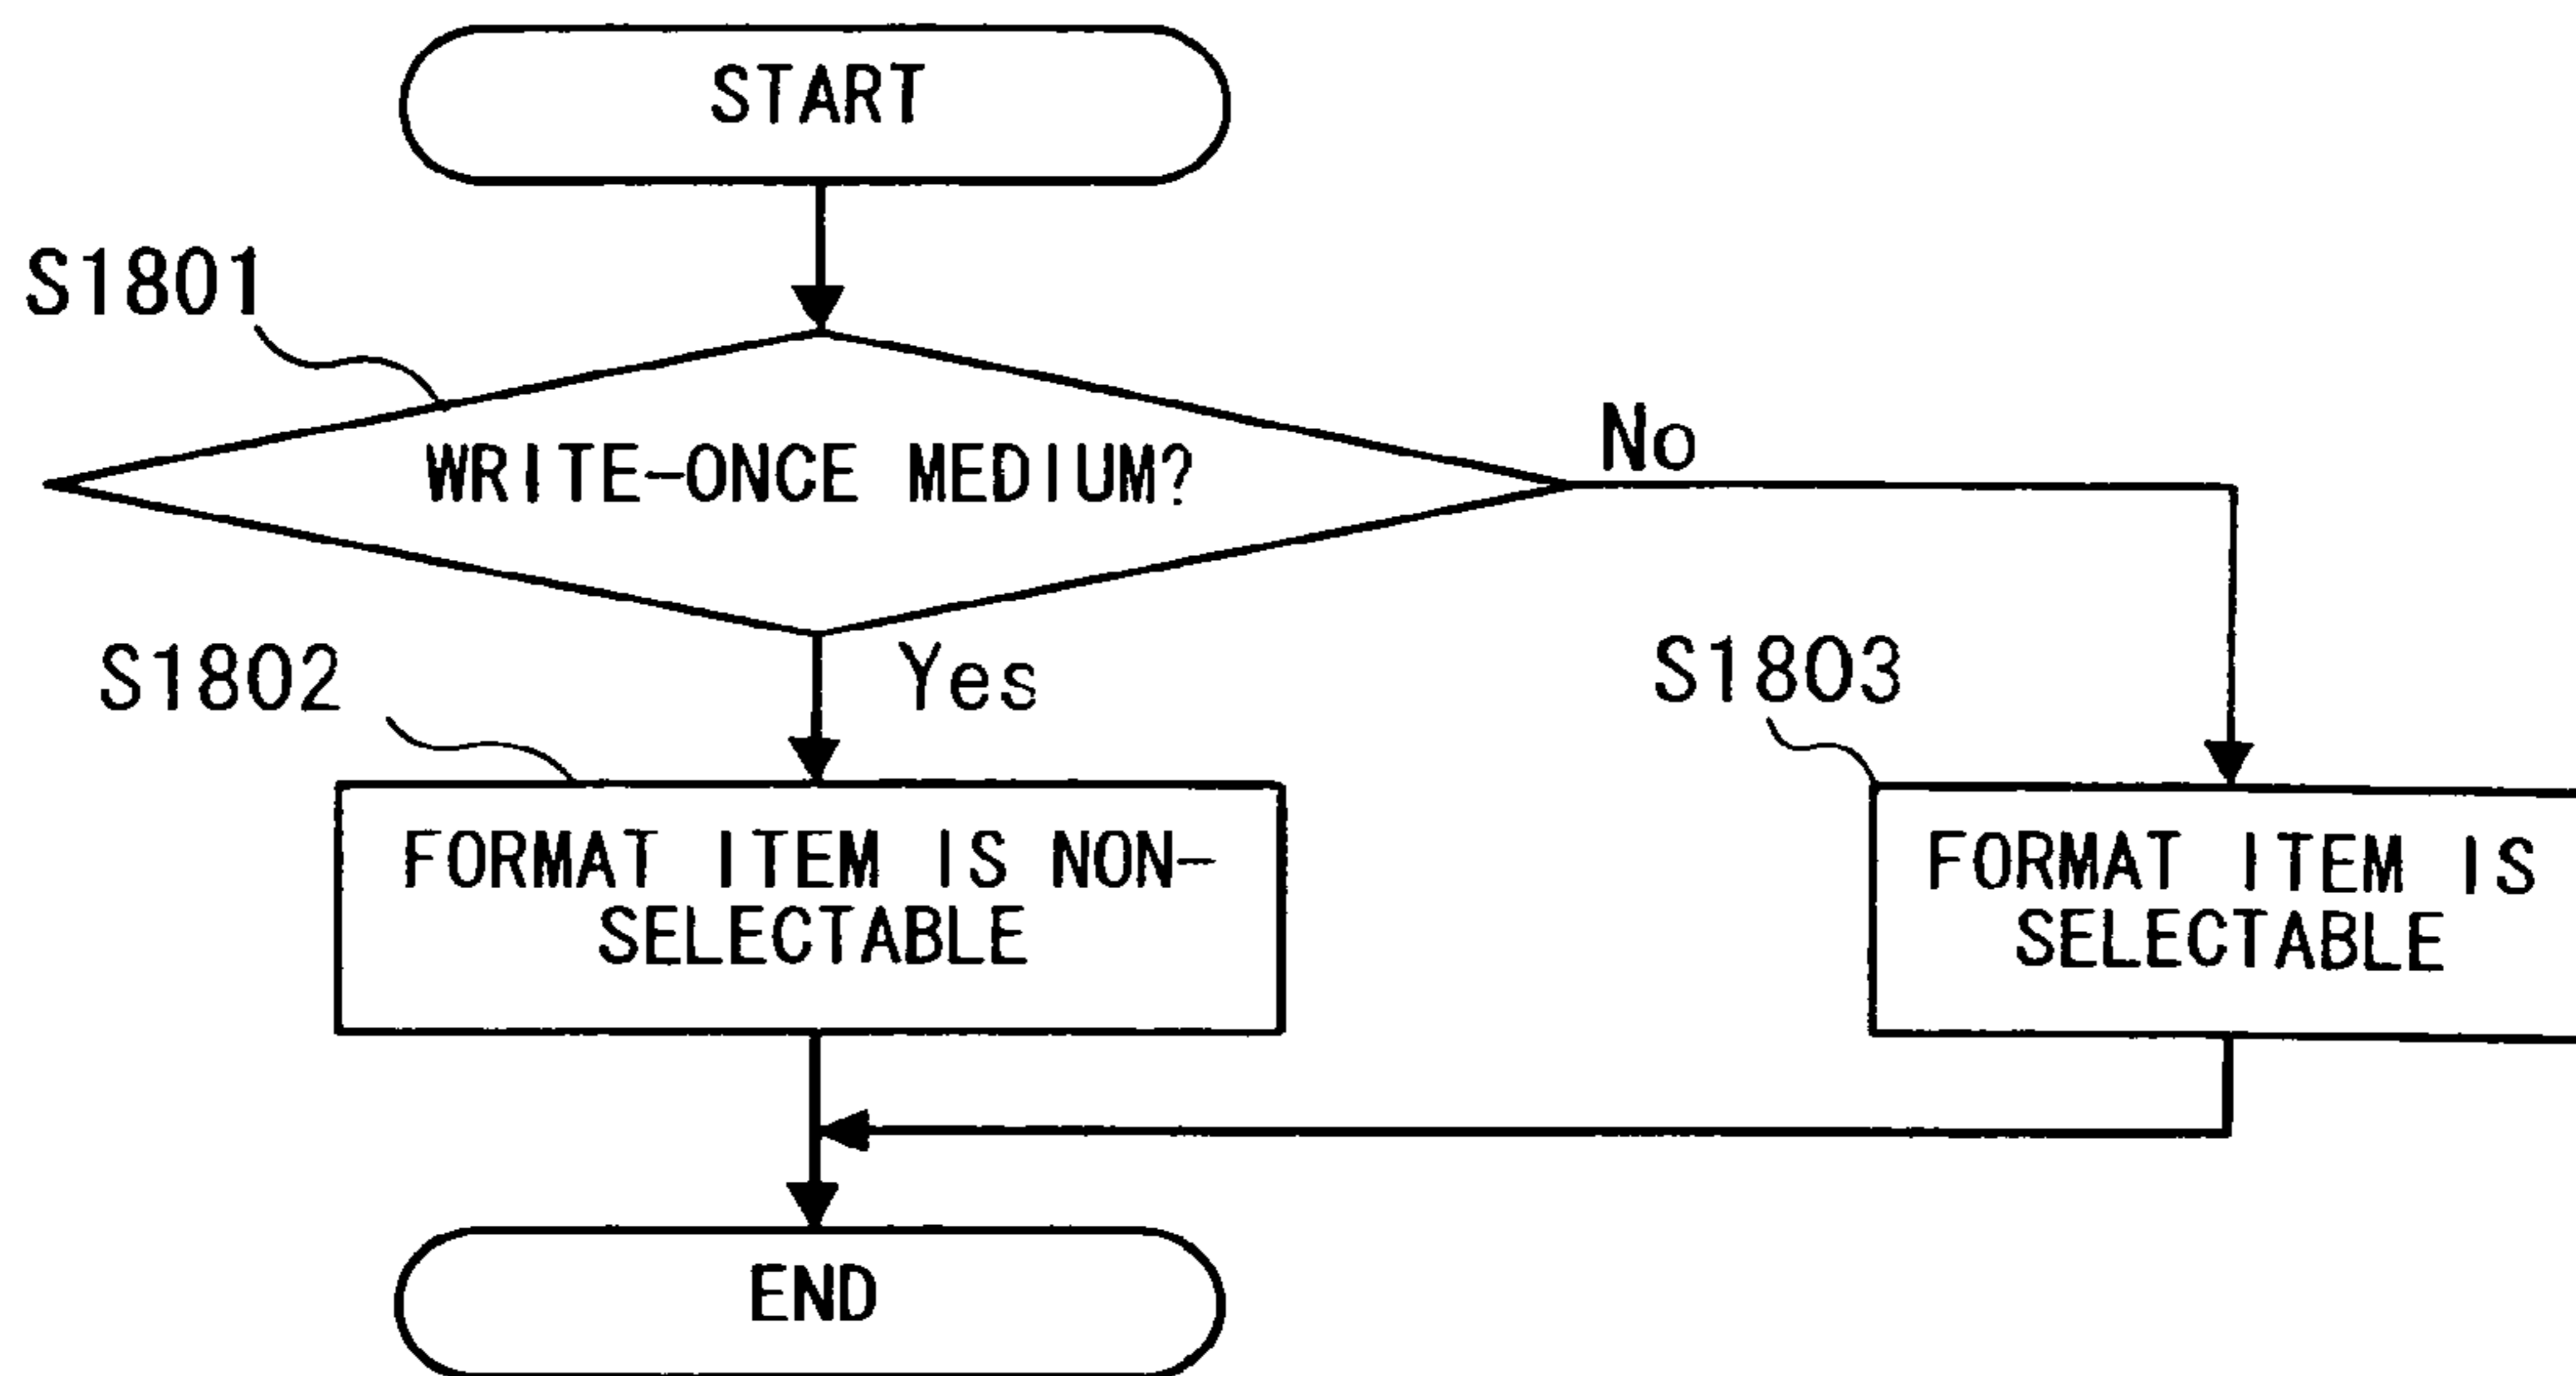 START
S1801
WRITE-ONCE MEDIUM?
No
S1802
Yes
S1803
FORMAT ITEM IS NON-
SELECTABLE
FORMAT ITEM IS
SELECTABLE
END